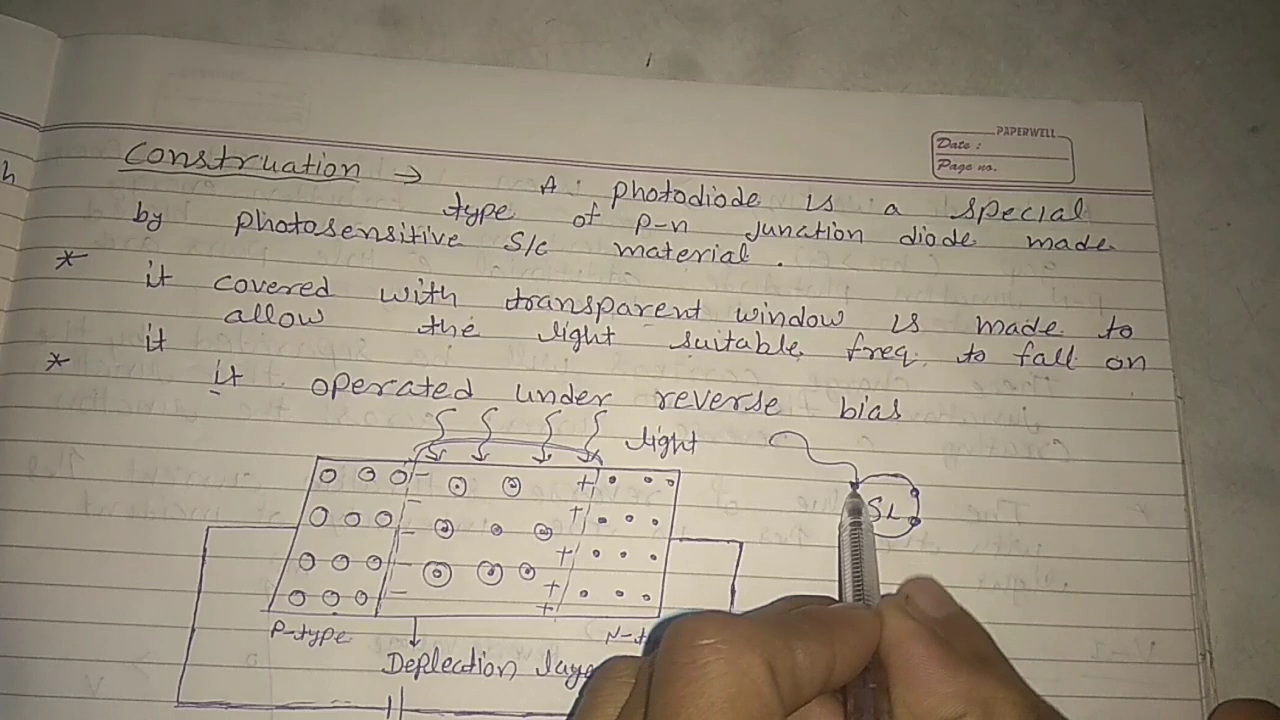 PAPERWELL
Date :
Page no.
Construation → A photodiode is a special
type of p-n junction diode made
by photosensitive S/c material.
* it covered with transparent window is made to
allow the light suitable freq. to fall on
it
* it operated under reverse bias
light
SL
P-type
N-t
Deplection laye